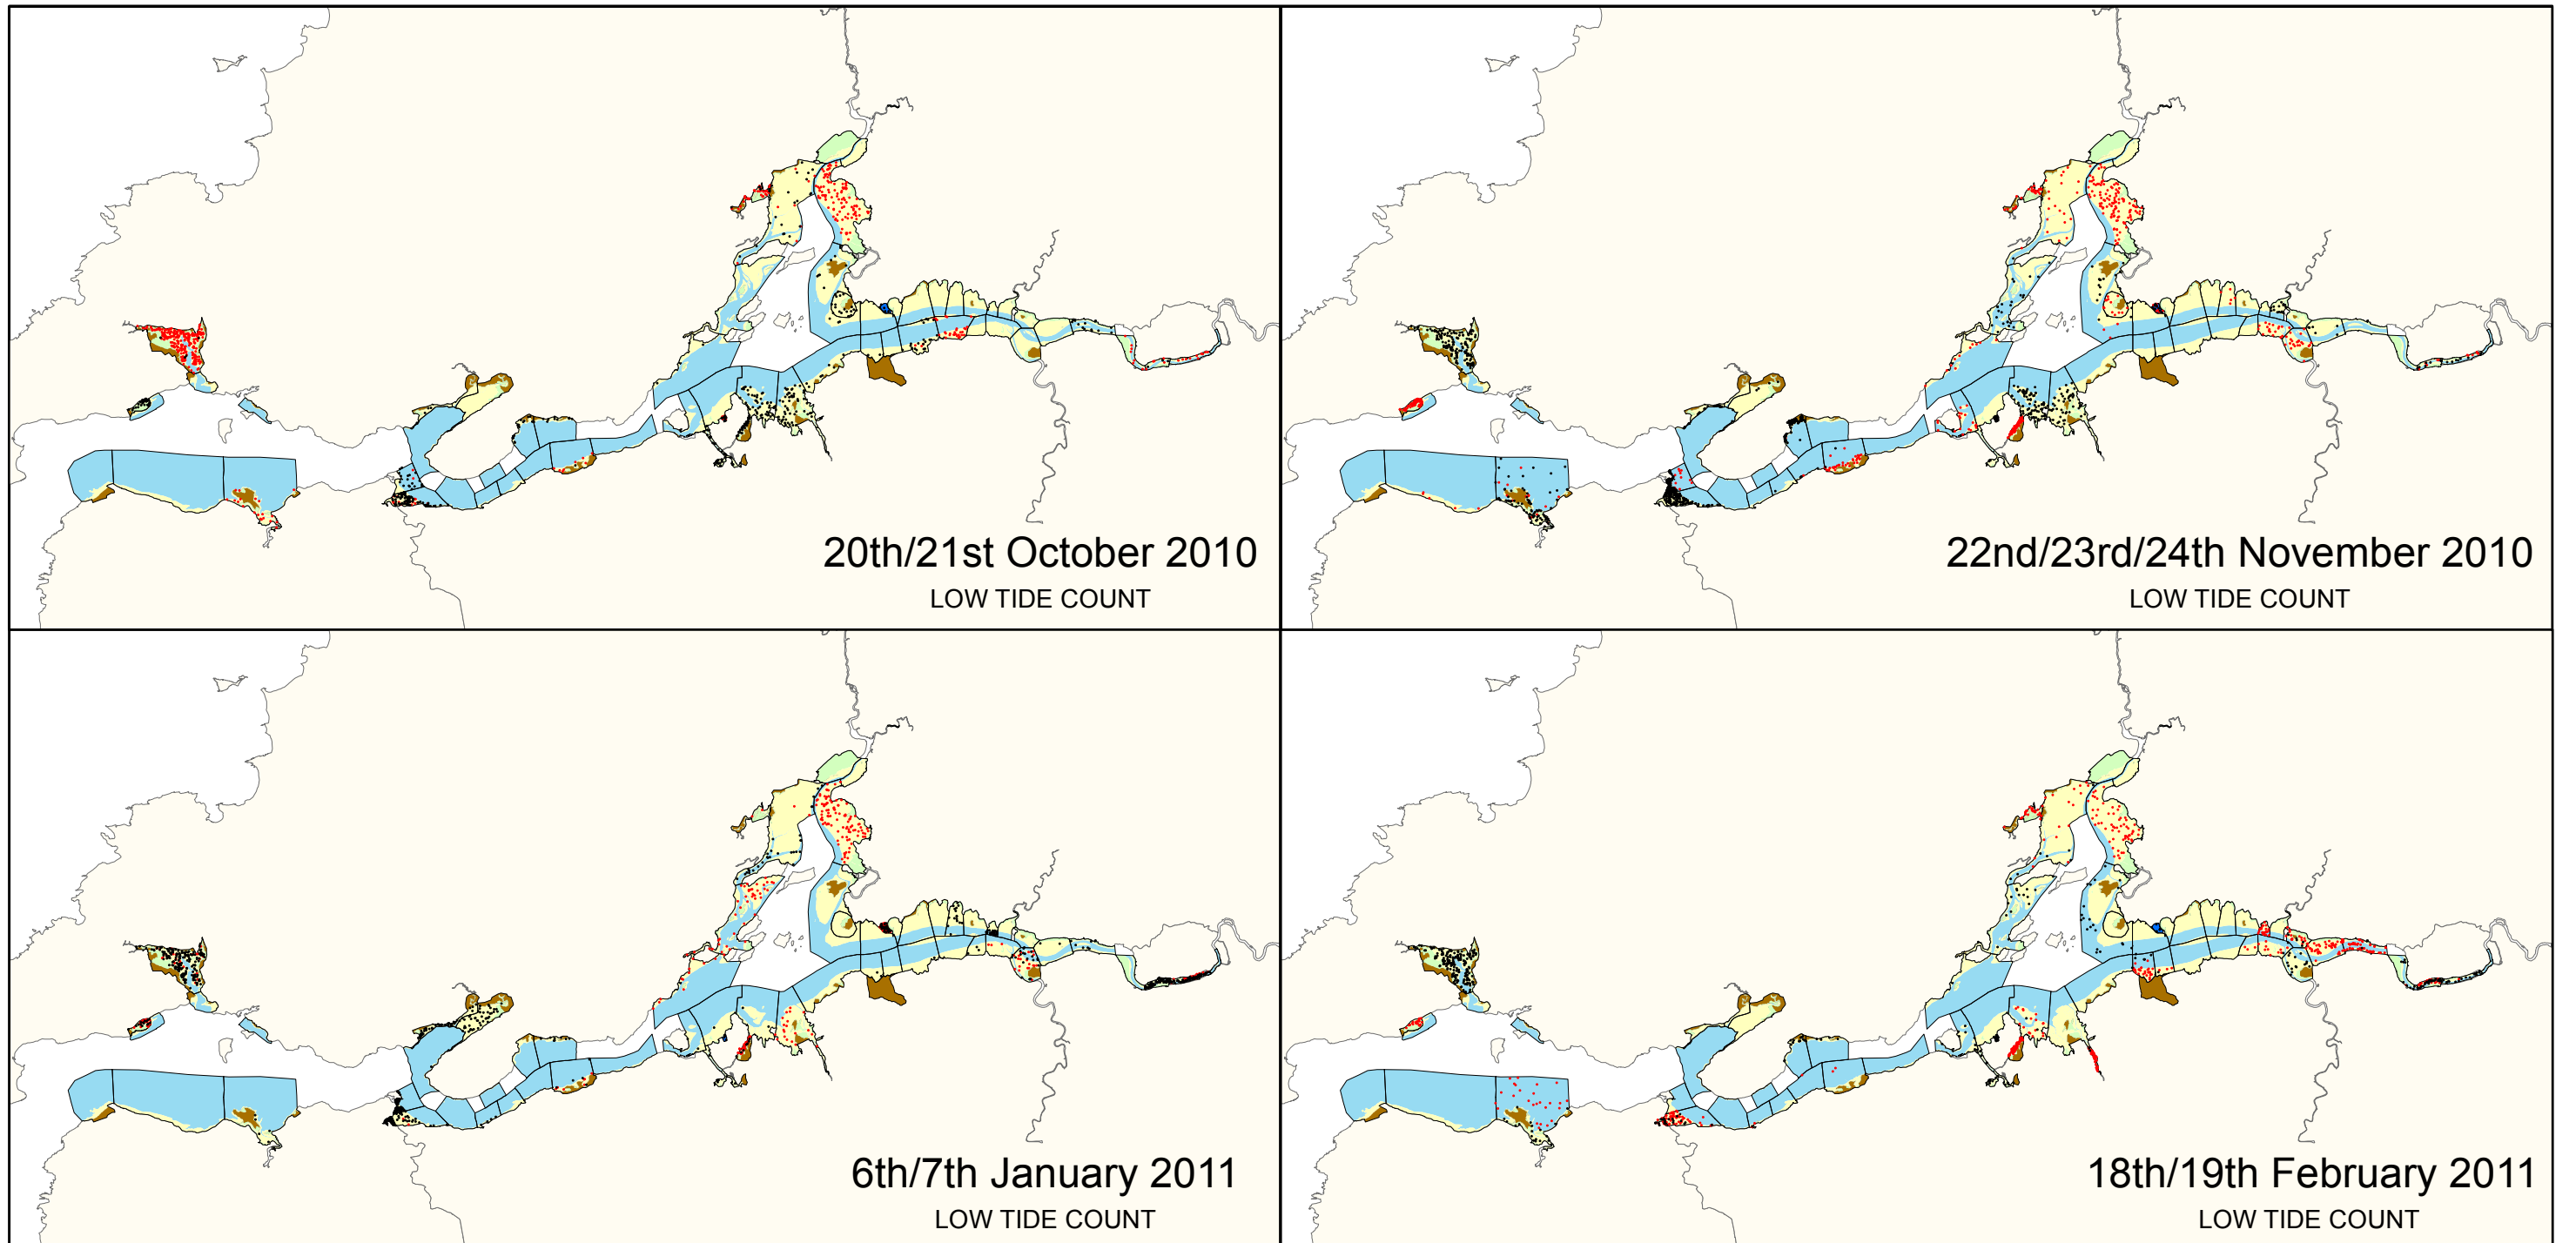 20th/21st October 2010
LOW TIDE COUNT
22nd/23rd/24th November 2010
LOW TIDE COUNT
6th/7th January 2011
LOW TIDE COUNT
18th/19th February 2011
LOW TIDE COUNT